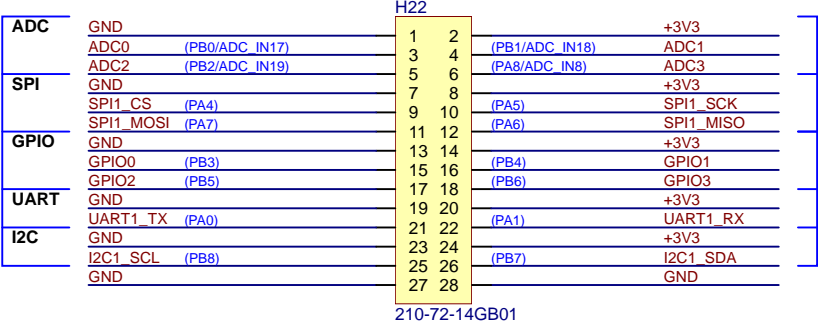 H22
ADC GND 1 2 +3V3
ADC0 (PB0/ADC_IN17) 3 4 (PB1/ADC_IN18) ADC1
ADC2 (PB2/ADC_IN19) 5 6 (PA8/ADC_IN8) ADC3
SPI GND 7 8 +3V3
SPI1_CS (PA4) 9 10 (PA5) SPI1_SCK
SPI1_MOSI (PA7) 11 12 (PA6) SPI1_MISO
GPIO GND 13 14 +3V3
GPIO0 (PB3) 15 16 (PB4) GPIO1
GPIO2 (PB5) 17 18 (PB6) GPIO3
UART GND 19 20 +3V3
UART1_TX (PA0) 21 22 (PA1) UART1_RX
I2C GND 23 24 +3V3
I2C1_SCL (PB8) 25 26 (PB7) I2C1_SDA
GND 27 28 GND
210-72-14GB01